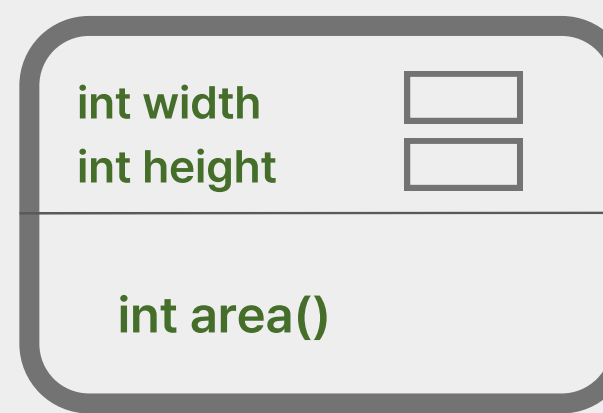 int width
int height
int area()